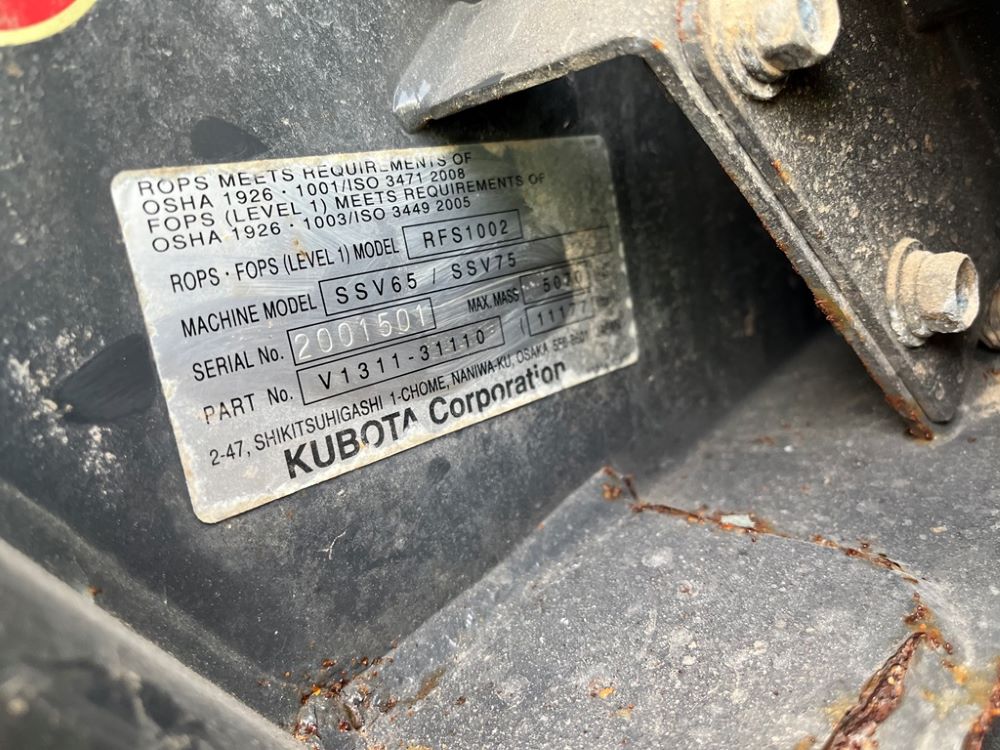 ROPS MEETS REQUIREMENTS OF
OSHA 1926 · 1001/ISO 3471 2008
FOPS (LEVEL 1) MEETS REQUIREMENTS OF
OSHA 1926 · 1003/ISO 3449 2005
ROPS · FOPS (LEVEL 1) MODEL RFS1002
MACHINE MODEL SSV65 / SSV75
SERIAL No. 2001501 MAX. MASS
PART No. V1311-31110 (11177
2-47, SHIKITSUHIGASHI 1-CHOME, NANIWA-KU, OSAKA
KUBOTA Corporation